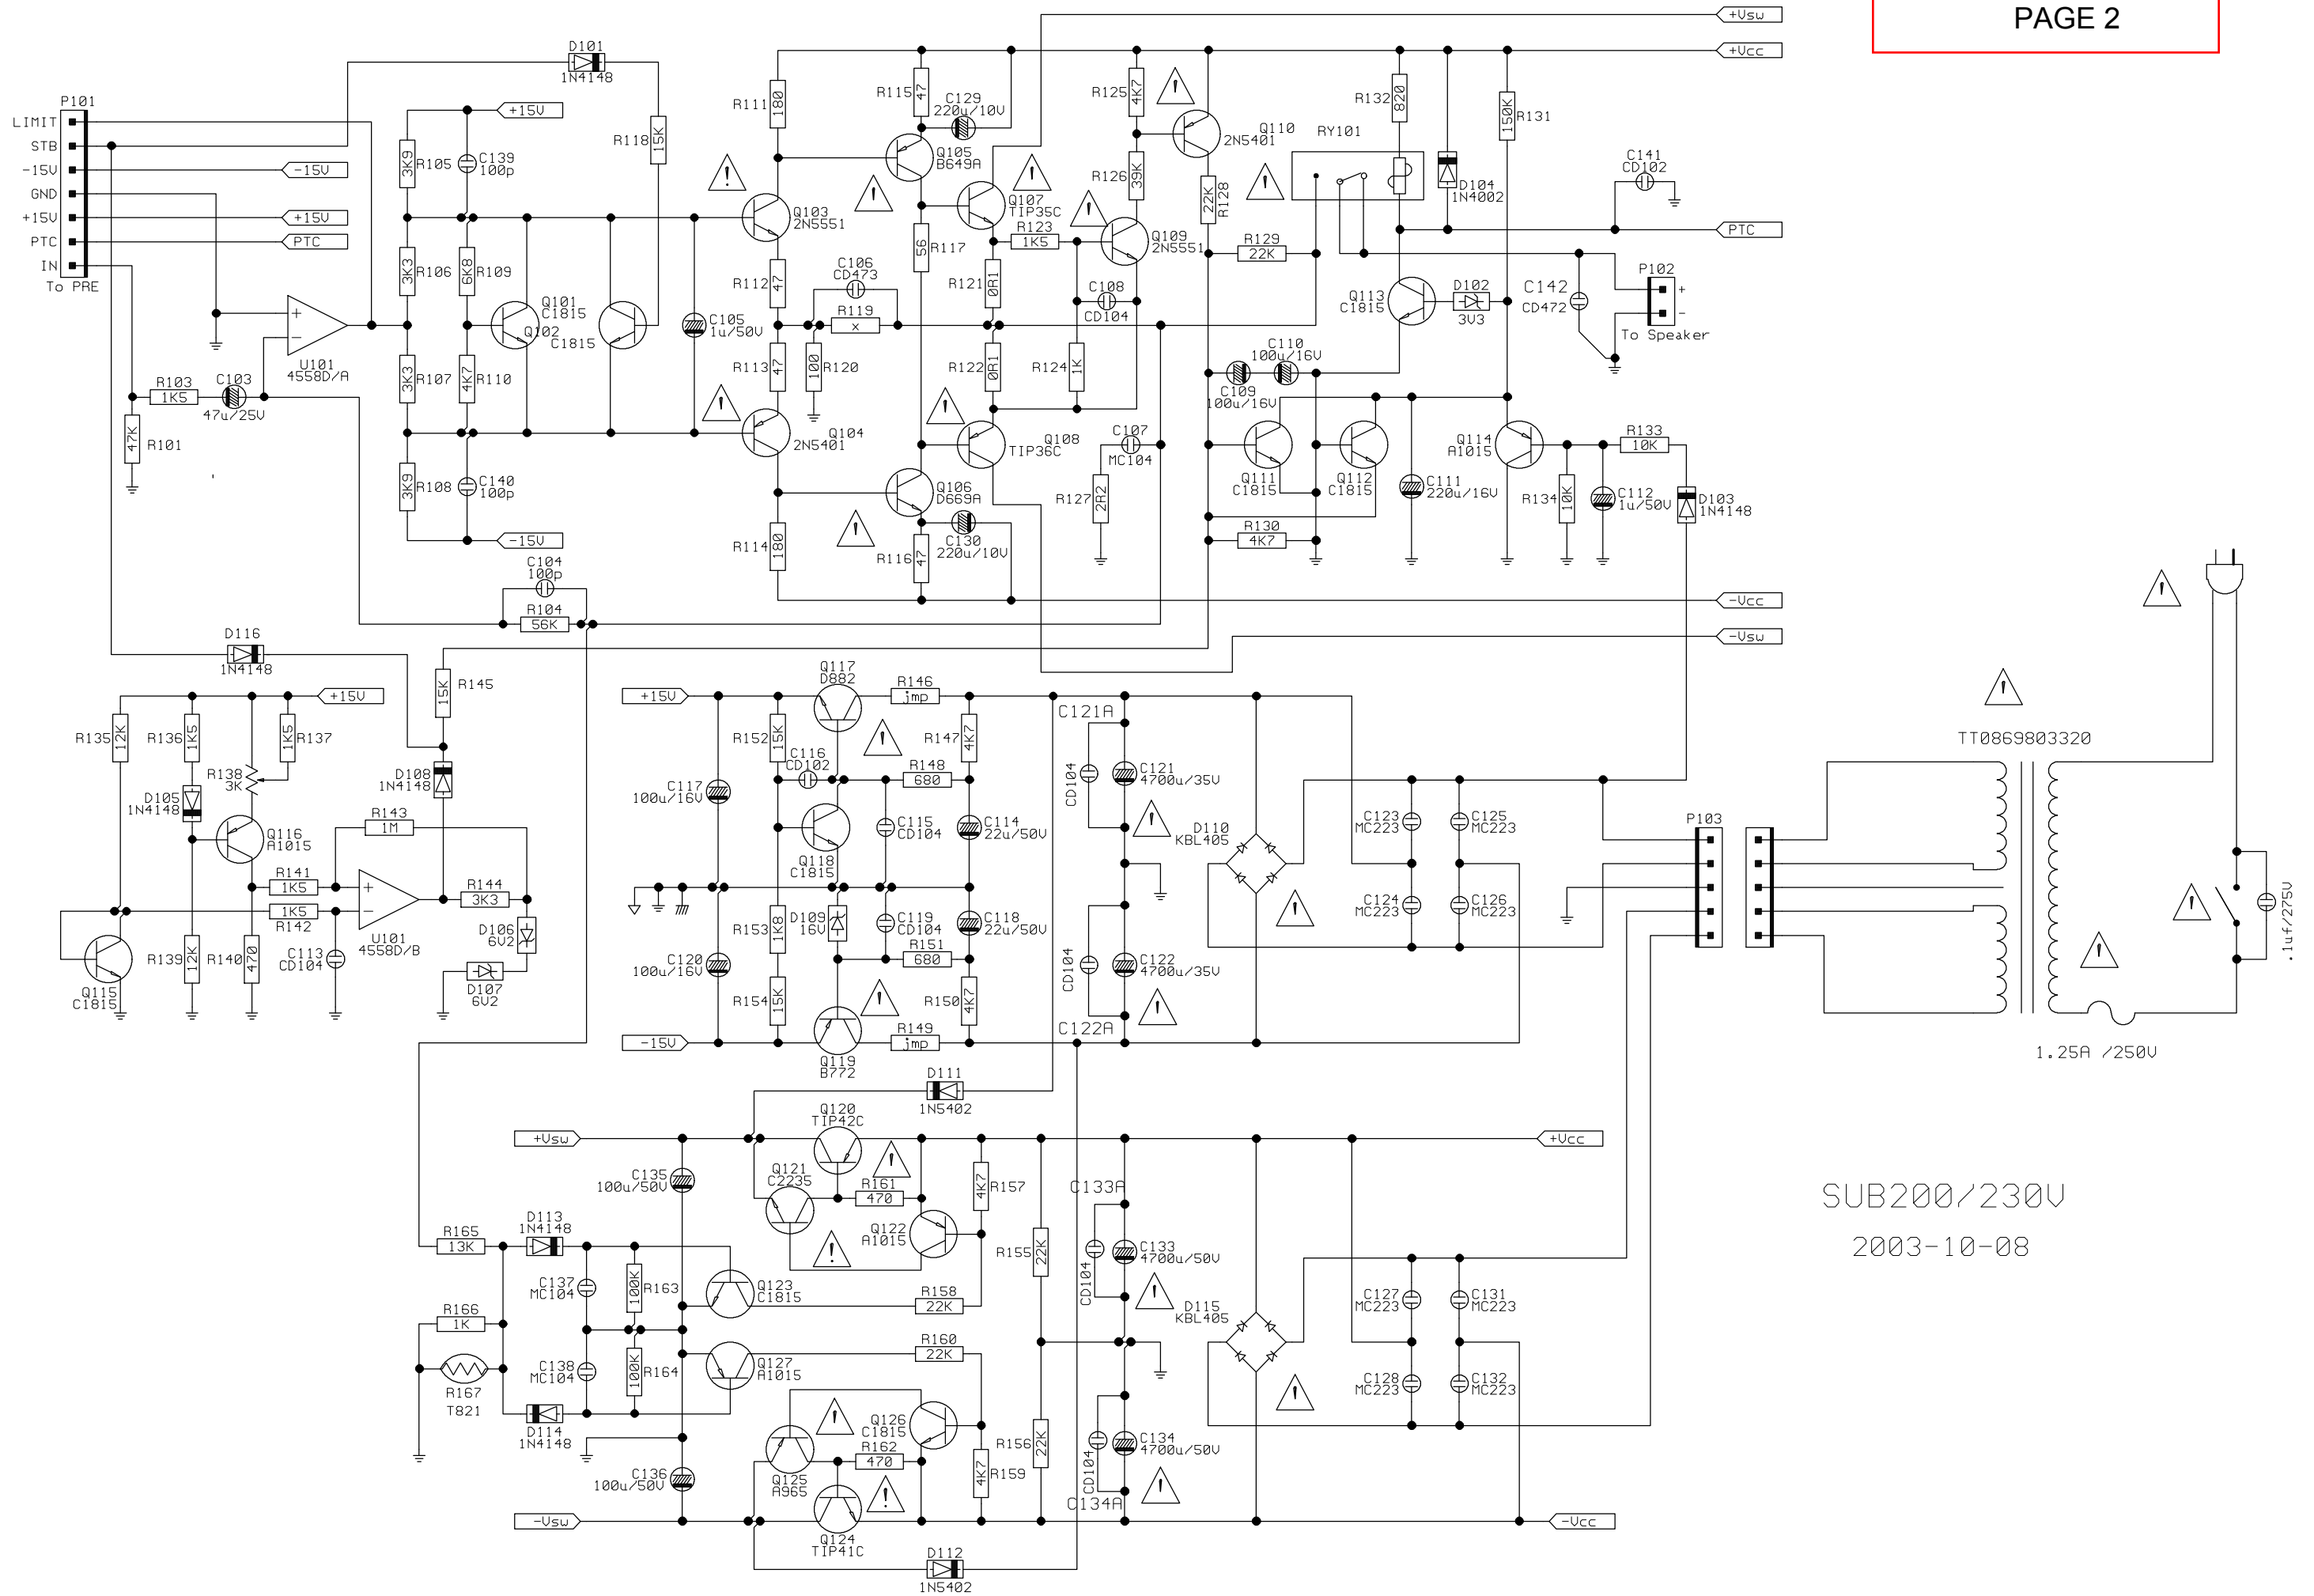 PAGE 2
+Vsw
+Vcc
D101
1N4148
P101
LIMIT
STB
-15V
GND
+15V
PTC
IN
To PRE
-15V
+15V
PTC
+15V
R105
3K9
C139
100p
R118
15K
R106
3K3
R109
6K8
Q101
C1815
Q102
C1815
C105
1u/50V
U101
4558D/A
R103
1K5
C103
47u/25V
R101
47K
R107
3K3
R110
4K7
R108
3K9
C140
100p
-15V
C104
100p
R104
56K
R111
180
R115
47
C129
220u/10V
Q105
B649A
Q103
2N5551
Q107
TIP35C
R117
56
R112
47
C106
CD473
R119
x
R121
0R1
R123
1K5
R113
47
R120
100
R122
0R1
R124
1K
C108
CD104
Q104
2N5401
Q108
TIP36C
C107
MC104
Q106
D669A
C130
220u/10V
R114
180
R116
47
R127
2R2
R125
4K7
Q110
2N5401
R126
39K
Q109
2N5551
R128
22K
R129
22K
RY101
R132
820
D104
1N4002
R131
150K
C141
CD102
PTC
Q113
C1815
D102
3V3
C142
CD472
P102
+
-
To Speaker
C110
100u/16V
C109
100u/16V
Q111
C1815
Q112
C1815
C111
220u/16V
Q114
A1015
R133
10K
R134
10K
C112
1u/50V
D103
1N4148
R130
4K7
-Vcc
-Vsw
D116
1N4148
R145
15K
+15V
R135
12K
R136
1K5
R137
1K5
R138
3K
D105
1N4148
Q116
A1015
D108
1N4148
R143
1M
R141
1K5
R142
1K5
R144
3K3
U101
4558D/B
D106
6V2
D107
6V2
C113
CD104
R139
12K
R140
470
Q115
C1815
+15V
Q117
D882
R146
jmp
R152
15K
C116
CD102
R147
4K7
R148
680
C117
100u/16V
Q118
C1815
C115
CD104
C114
22u/50V
C121A
CD104
C121
4700u/35V
D110
KBL405
C123
MC223
C125
MC223
P103
R153
1K8
D109
16V
C119
CD104
C118
22u/50V
R151
680
C120
100u/16V
R154
15K
R150
4K7
CD104
C122
4700u/35V
C122A
C124
MC223
C126
MC223
-15V
R149
jmp
Q119
B772
TT0869803320
.1uf/275V
1.25A /250V
D111
1N5402
+Vsw
Q120
TIP42C
+Vcc
C135
100u/50V
Q121
C2235
R161
470
R157
4K7
Q122
A1015
C133A
CD104
C133
4700u/50V
R155
22K
SUB200/230V
2003-10-08
R165
13K
D113
1N4148
C137
MC104
R163
100K
Q123
C1815
R158
22K
D115
KBL405
C127
MC223
C131
MC223
R166
1K
R160
22K
R167
T821
C138
MC104
R164
100K
Q127
A1015
C128
MC223
C132
MC223
D114
1N4148
Q126
C1815
R162
470
Q125
A965
R159
4K7
R156
22K
CD104
C134
4700u/50V
C134A
C136
100u/50V
-Vsw
Q124
TIP41C
-Vcc
D112
1N5402